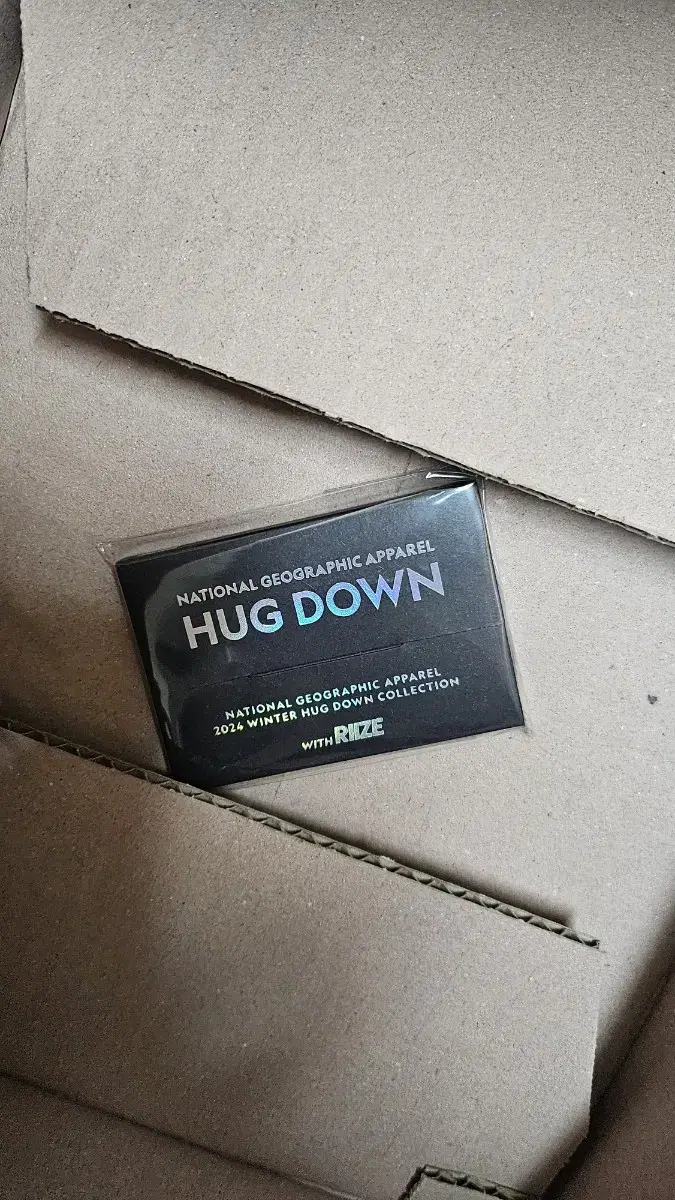 NATIONAL GEOGRAPHIC APPAREL
HUG DOWN
NATIONAL GEOGRAPHIC APPAREL
2024 WINTER HUG DOWN COLLECTION
WITH RIIZE